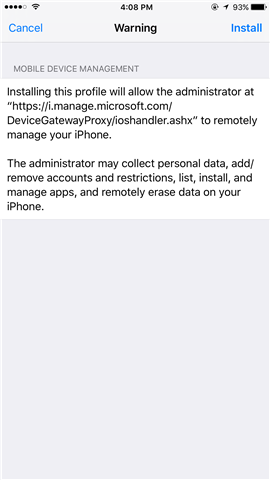 4:08 PM 93%
Cancel Warning Install
MOBILE DEVICE MANAGEMENT
Installing this profile will allow the administrator at
“https://i.manage.microsoft.com/
DeviceGatewayProxy/ioshandler.ashx” to remotely
manage your iPhone.
The administrator may collect personal data, add/
remove accounts and restrictions, list, install, and
manage apps, and remotely erase data on your
iPhone.